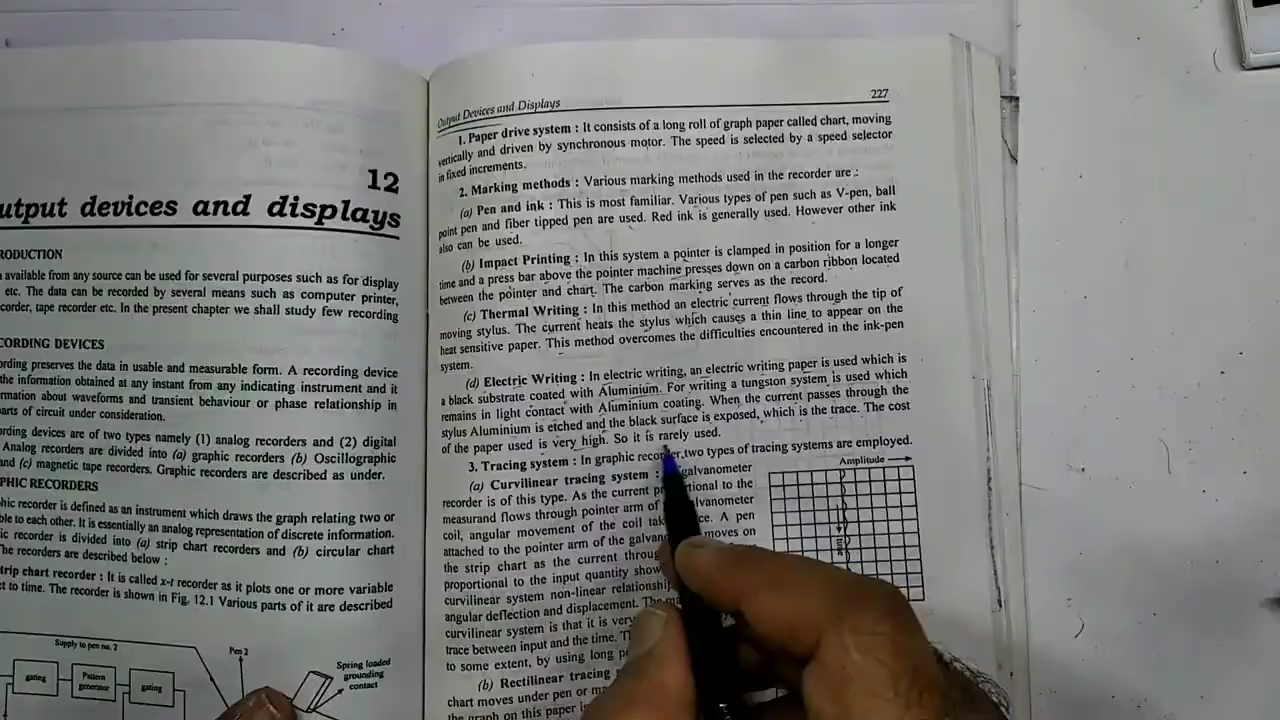 12
utput devices and displays
RODUCTION
available from any source can be used for several purposes such as for display
etc. The data can be recorded by several means such as computer printer,
corder, tape recorder etc. In the present chapter we shall study few recording
CORDING DEVICES
ording preserves the data in usable and measurable form. A recording device
the information obtained at any instant from any indicating instrument and it
rmation about waveforms and transient behaviour or phase relationship in
arts of circuit under consideration.
ording devices are of two types namely (1) analog recorders and (2) digital
Analog recorders are divided into (a) graphic recorders (b) Oscillographic
and (c) magnetic tape recorders. Graphic recorders are described as under.
PHIC RECORDERS
hic recorder is defined as an instrument which draws the graph relating two or
ble to each other. It is essentially an analog representation of discrete information.
ic recorder is divided into (a) strip chart recorders and (b) circular chart
The recorders are described below :
trip chart recorder : It is called x-t recorder as it plots one or more variable
ct to time. The recorder is shown in Fig. 12.1 Various parts of it are described
Supply to pen no. 2
Pen 2
Spring loaded
grounding
contact
gating
Pattern
generator
gating
Output Devices and Displays
227
1. Paper drive system : It consists of a long roll of graph paper called chart, moving
vertically and driven by synchronous motor. The speed is selected by a speed selector
in fixed increments.
2. Marking methods : Various marking methods used in the recorder are :
(a) Pen and ink : This is most familiar. Various types of pen such as V-pen, ball
point pen and fiber tipped pen are used. Red ink is generally used. However other ink
also can be used.
(b) Impact Printing : In this system a pointer is clamped in position for a longer
time and a press bar above the pointer machine presses down on a carbon ribbon located
between the pointer and chart. The carbon marking serves as the record.
(c) Thermal Writing : In this method an electric current flows through the tip of
moving stylus. The current heats the stylus which causes a thin line to appear on the
heat sensitive paper. This method overcomes the difficulties encountered in the ink-pen
system.
(d) Electric Writing : In electric writing, an electric writing paper is used which is
a black substrate coated with Aluminium. For writing a tungston system is used which
remains in light contact with Aluminium coating. When the current passes through the
stylus Aluminium is etched and the black surface is exposed, which is the trace. The cost
of the paper used is very high. So it is rarely used.
3. Tracing system : In graphic recorder, two types of tracing systems are employed.
(a) Curvilinear tracing system : galvanometer
recorder is of this type. As the current tional to the
measurand flows through pointer arm of lvanometer
coil, angular movement of the coil ce. A pen
attached to the pointer arm of the moves on
the strip chart as the current
proportional to the input quantity
curvilinear system non-linear
angular deflection and displacement. The
curvilinear system is that it is very
trace between input and the time.
to some extent, by using long
(b) Rectilinear tracing
chart moves under pen or
the graph on this paper
Amplitude
Time